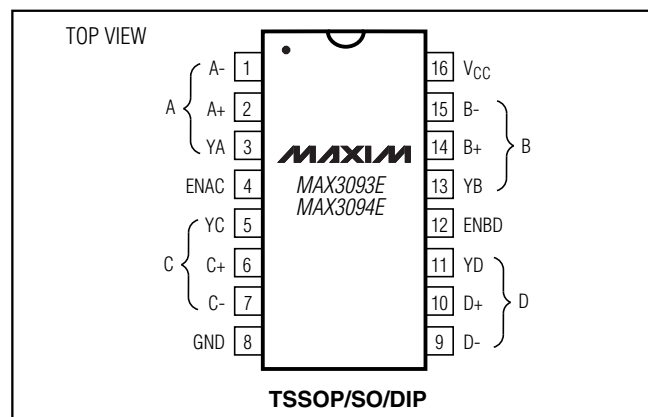 TOP VIEW
A- 1
A+ 2
A
YA 3
ENAC 4
YC 5
C+ 6
C
C- 7
GND 8
MAXIM
MAX3093E
MAX3094E
16 VCC
15 B-
14 B+
B
13 YB
12 ENBD
11 YD
10 D+
D
9 D-
TSSOP/SO/DIP